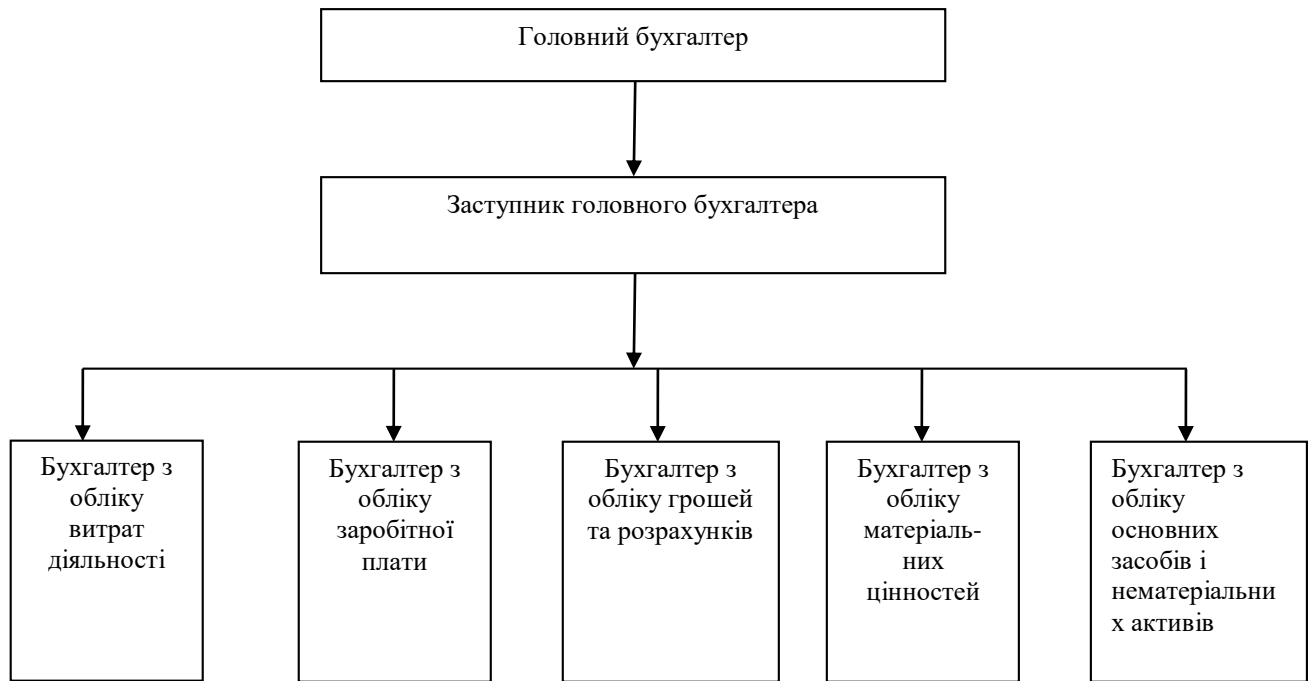 Головний бухгалтер
Заступник головного бухгалтера
Бухгалтер з
обліку
витрат
діяльності
Бухгалтер з
обліку
заробітної
плати
Бухгалтер з
обліку грошей
та розрахунків
Бухгалтер з
обліку
матеріаль-
них
цінностей
Бухгалтер з
обліку
основних
засобів і
нематеріальни
х активів